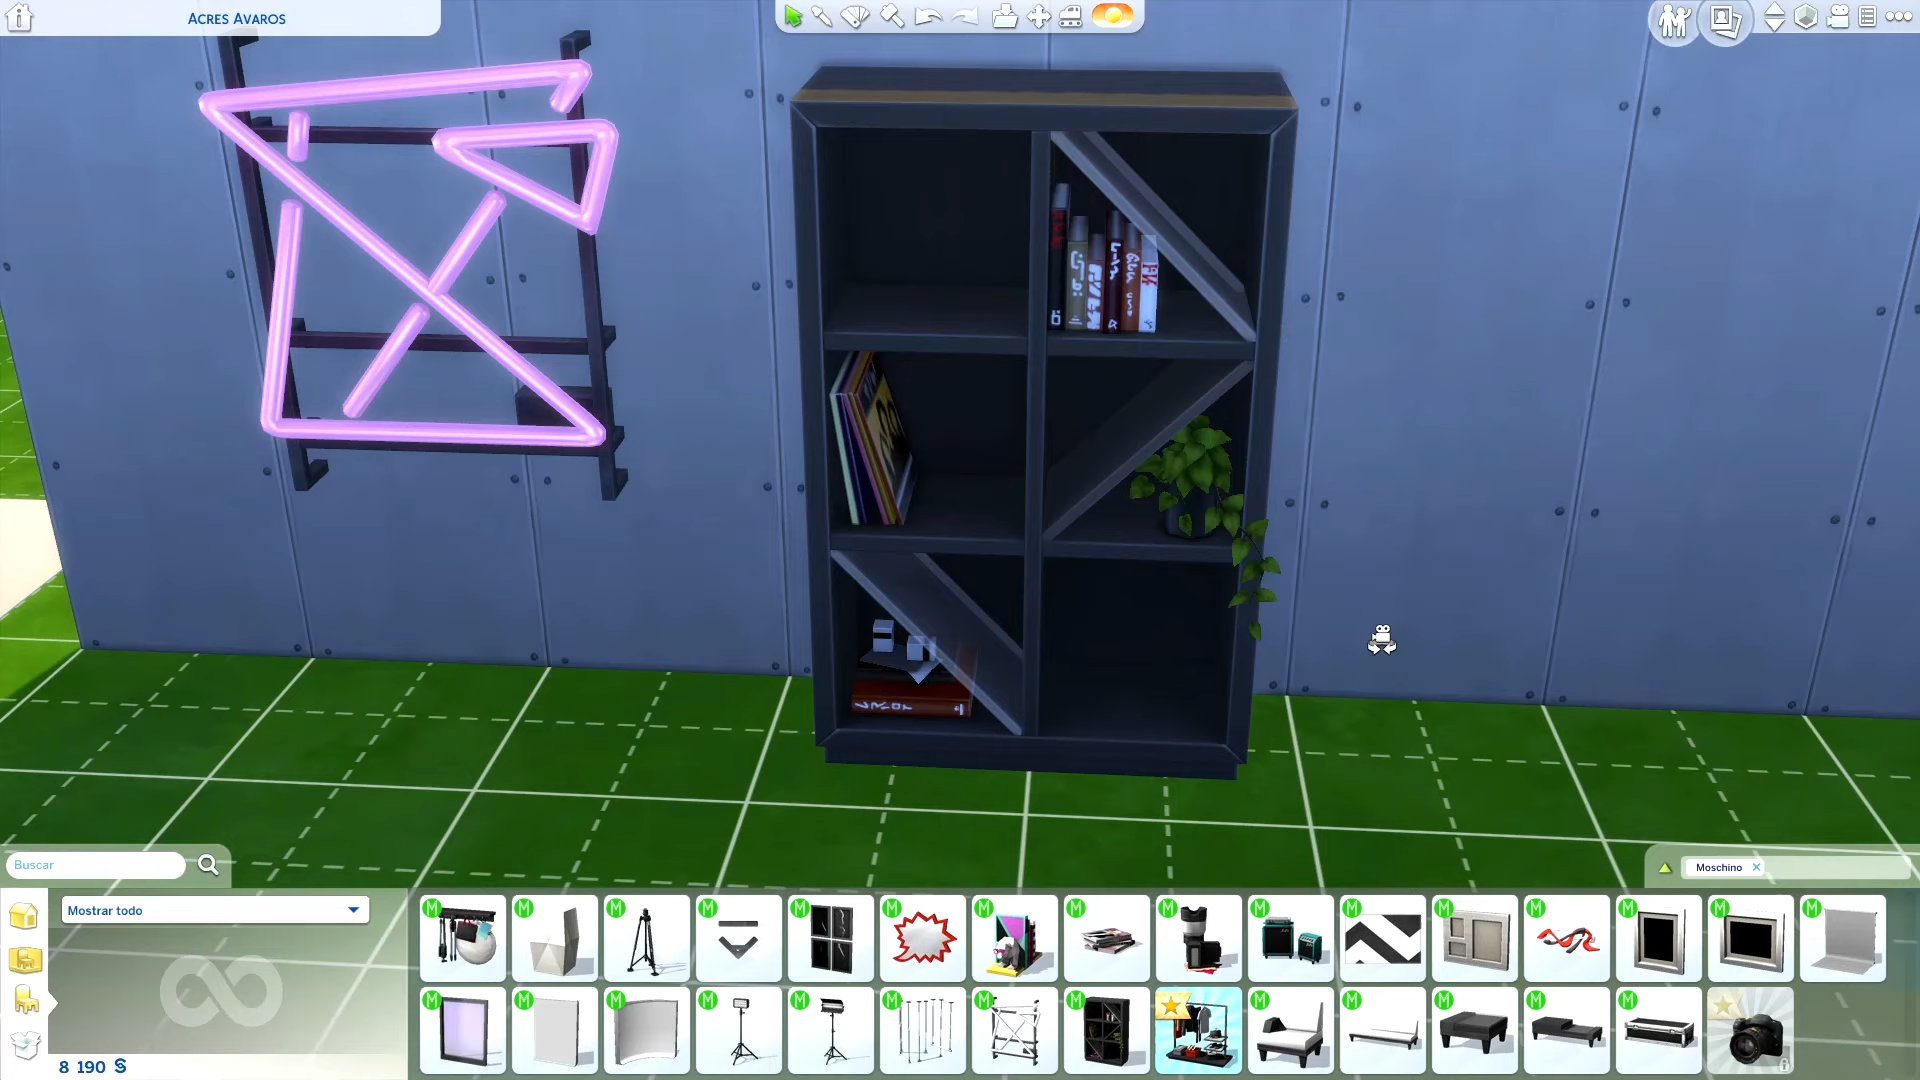 Acres Avaros
Buscar
Moschino
Mostrar todo
8 190 S